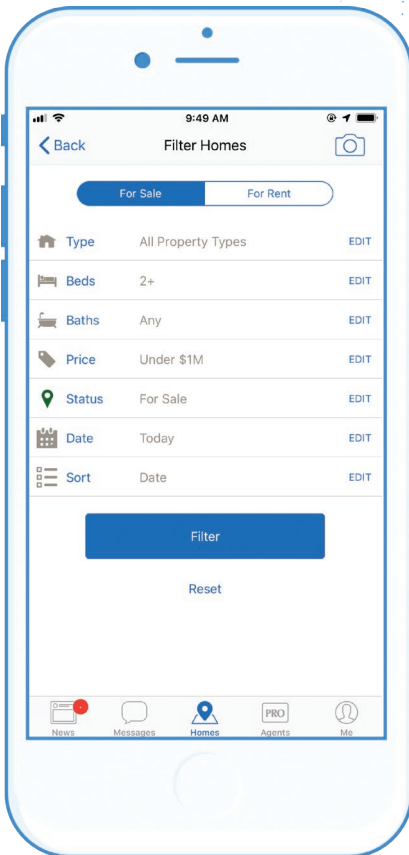 9:49 AM
Back Filter Homes
For Sale For Rent
Type All Property Types EDIT
Beds 2+ EDIT
Baths Any EDIT
Price Under $1M EDIT
Status For Sale EDIT
Date Today EDIT
Sort Date EDIT
Filter
Reset
PRO
News Messages Homes Agents Me